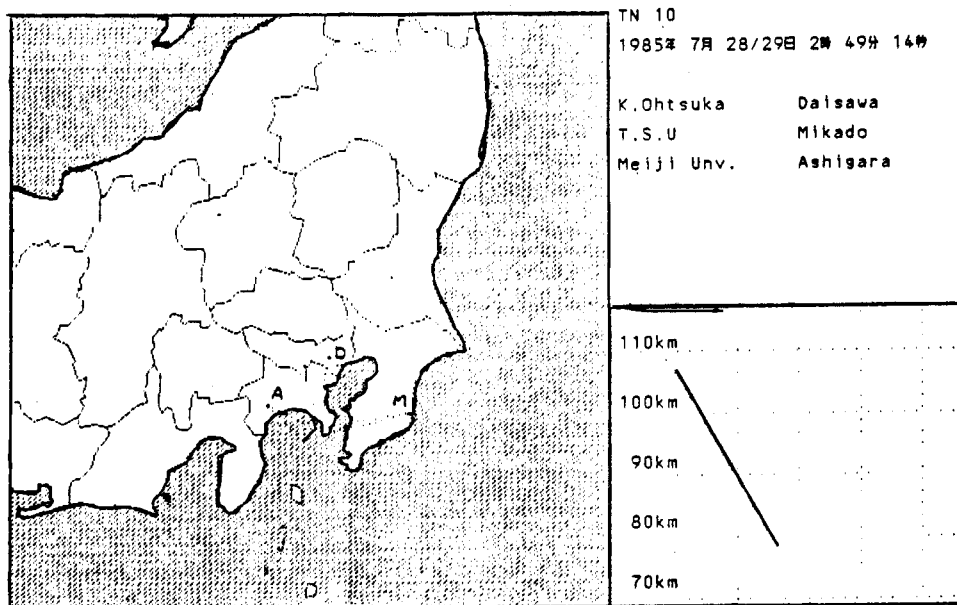 TN 10
1985年 7月 28/29日 2時 49分 14秒
K.Ohtsuka Daisawa
T.S.U Mikado
Meiji Unv. Ashigara
D
A
M
110km
100km
90km
80km
70km